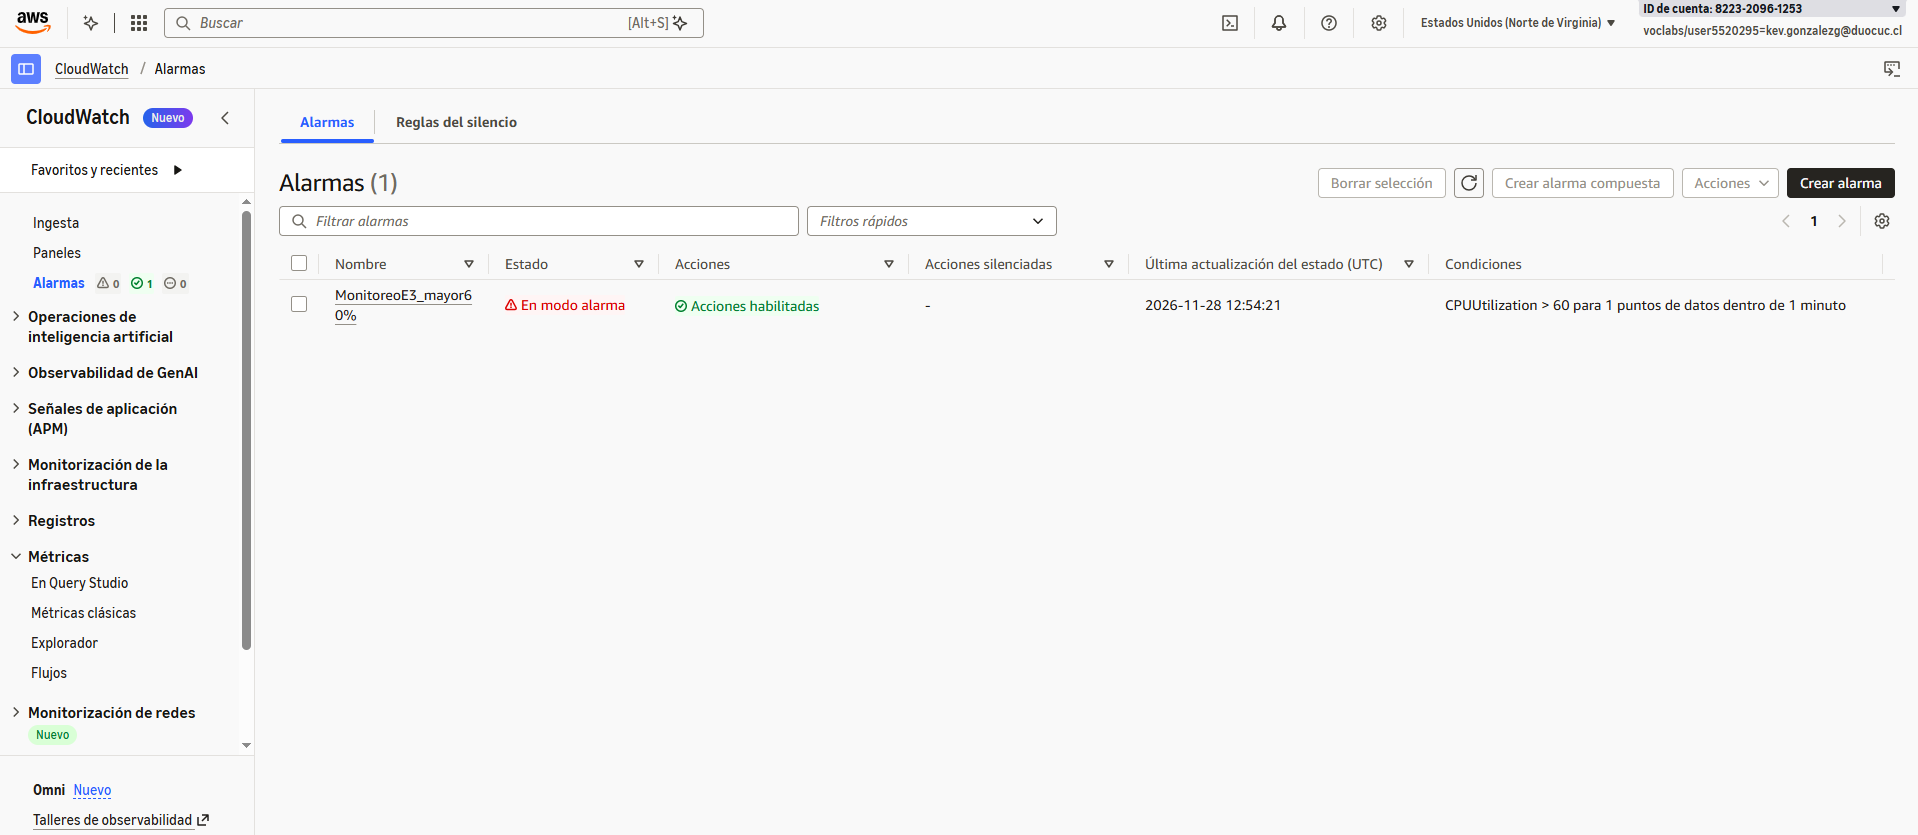 aws
Buscar [Alt+S]
Estados Unidos (Norte de Virginia)
ID de cuenta: 8223-2096-1253
voclabs/user5520295=kev.gonzalezg@duocuc.cl
CloudWatch / Alarmas
CloudWatch Nuevo
Favoritos y recientes
Ingesta
Paneles
Alarmas 0 1 0
Operaciones de
inteligencia artificial
Observabilidad de GenAI
Señales de aplicación
(APM)
Monitorización de la
infraestructura
Registros
Métricas
En Query Studio
Métricas clásicas
Explorador
Flujos
Monitorización de redes
Nuevo
Omni Nuevo
Talleres de observabilidad
Alarmas Reglas del silencio
Alarmas (1)
Borrar selección Crear alarma compuesta Acciones Crear alarma
Filtrar alarmas Filtros rápidos 1
Nombre Estado Acciones Acciones silenciadas Última actualización del estado (UTC) Condiciones
MonitoreoE3_mayor6
0%
En modo alarma Acciones habilitadas - 2026-11-28 12:54:21 CPUUtilization > 60 para 1 puntos de datos dentro de 1 minuto